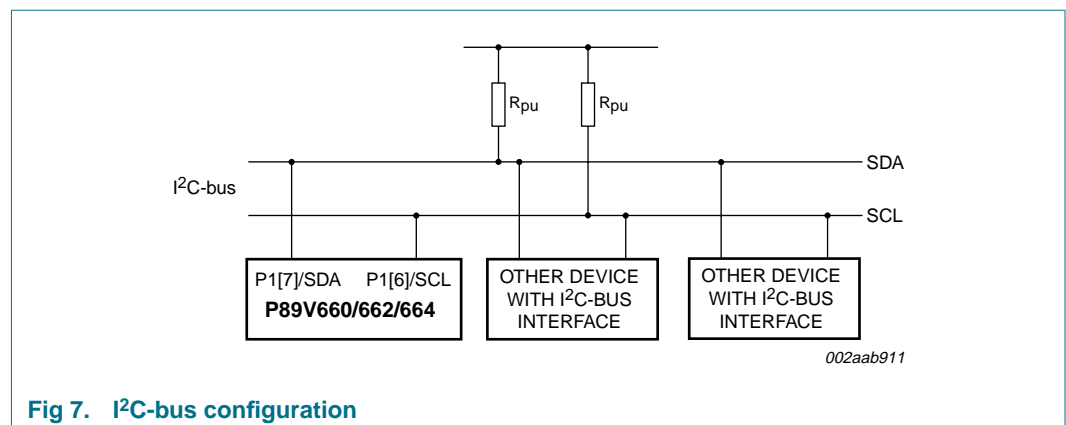 Rpu Rpu
SDA
I2C-bus
SCL
P1[7]/SDA P1[6]/SCL
P89V660/662/664
OTHER DEVICE
WITH I2C-BUS
INTERFACE
OTHER DEVICE
WITH I2C-BUS
INTERFACE
002aab911
Fig 7. I2C-bus configuration